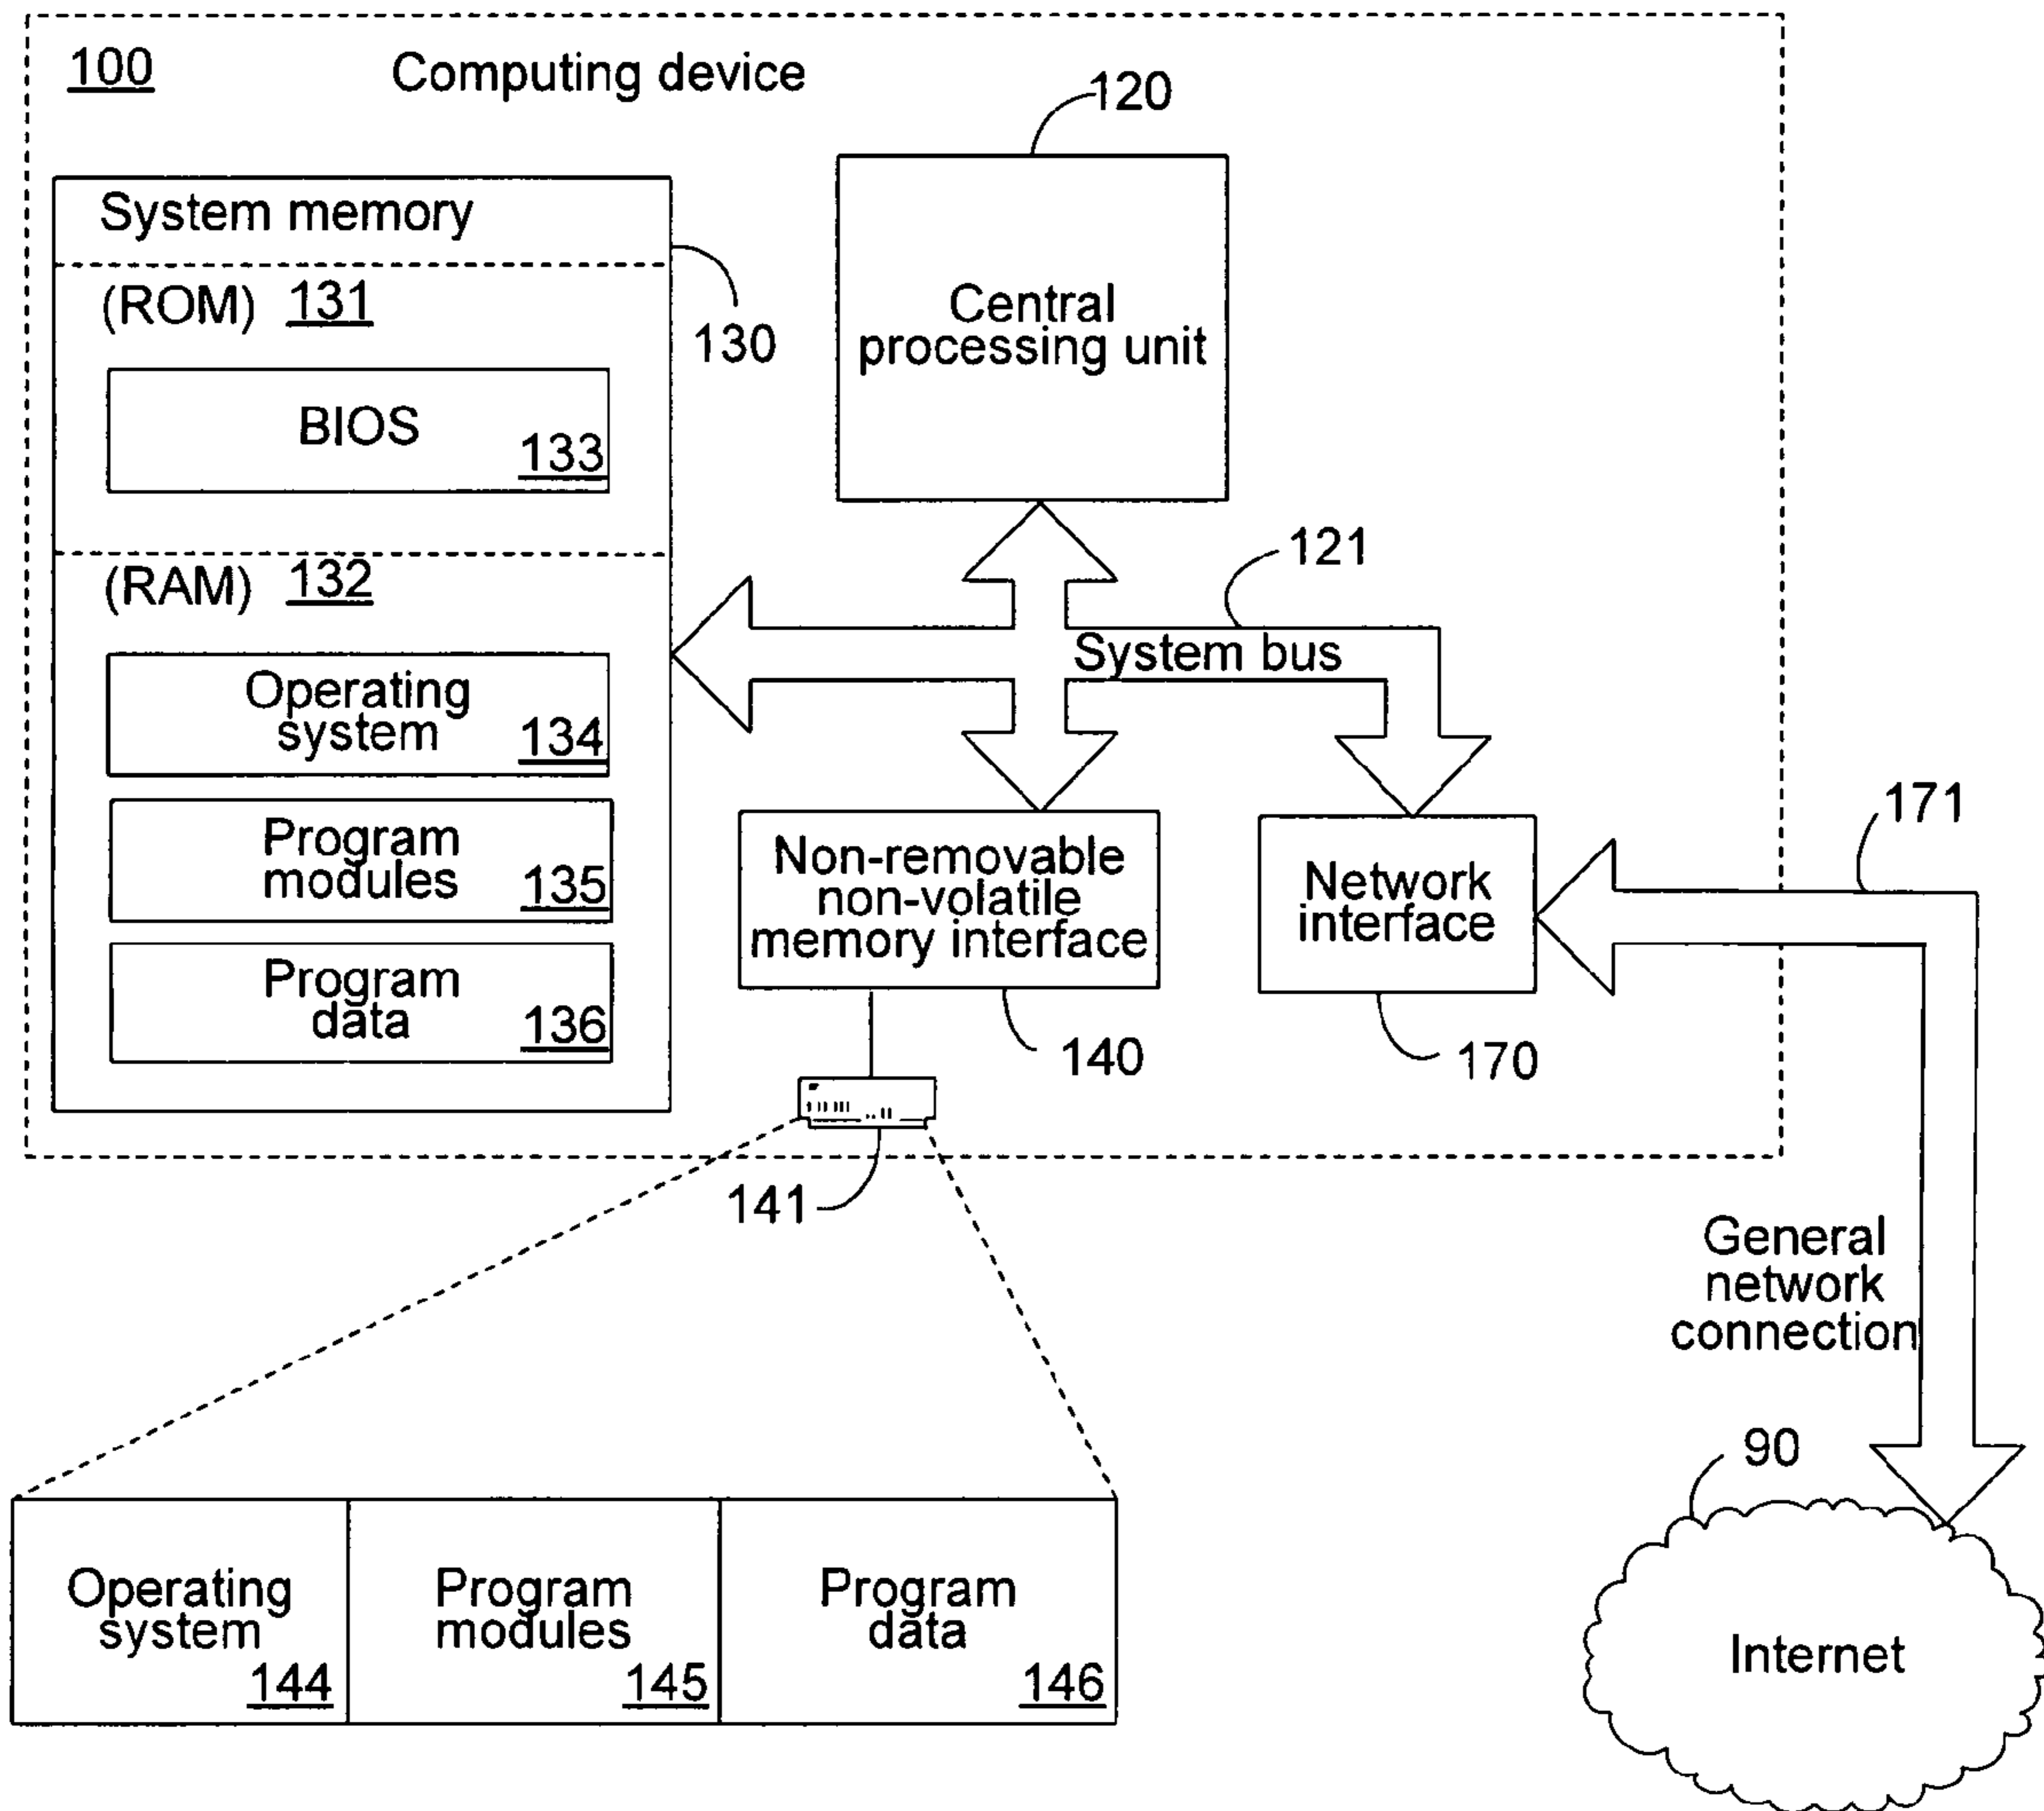 100
Computing device
120
System memory
(ROM) 131
130
Central
processing unit
BIOS
133
121
(RAM) 132
System bus
Operating
system
134
171
Program
modules
135
Non-removable
non-volatile
memory interface
Network
interface
Program
data
136
140
170
141
General
network
connection
90
Operating
system
144
Program
modules
145
Program
data
146
Internet